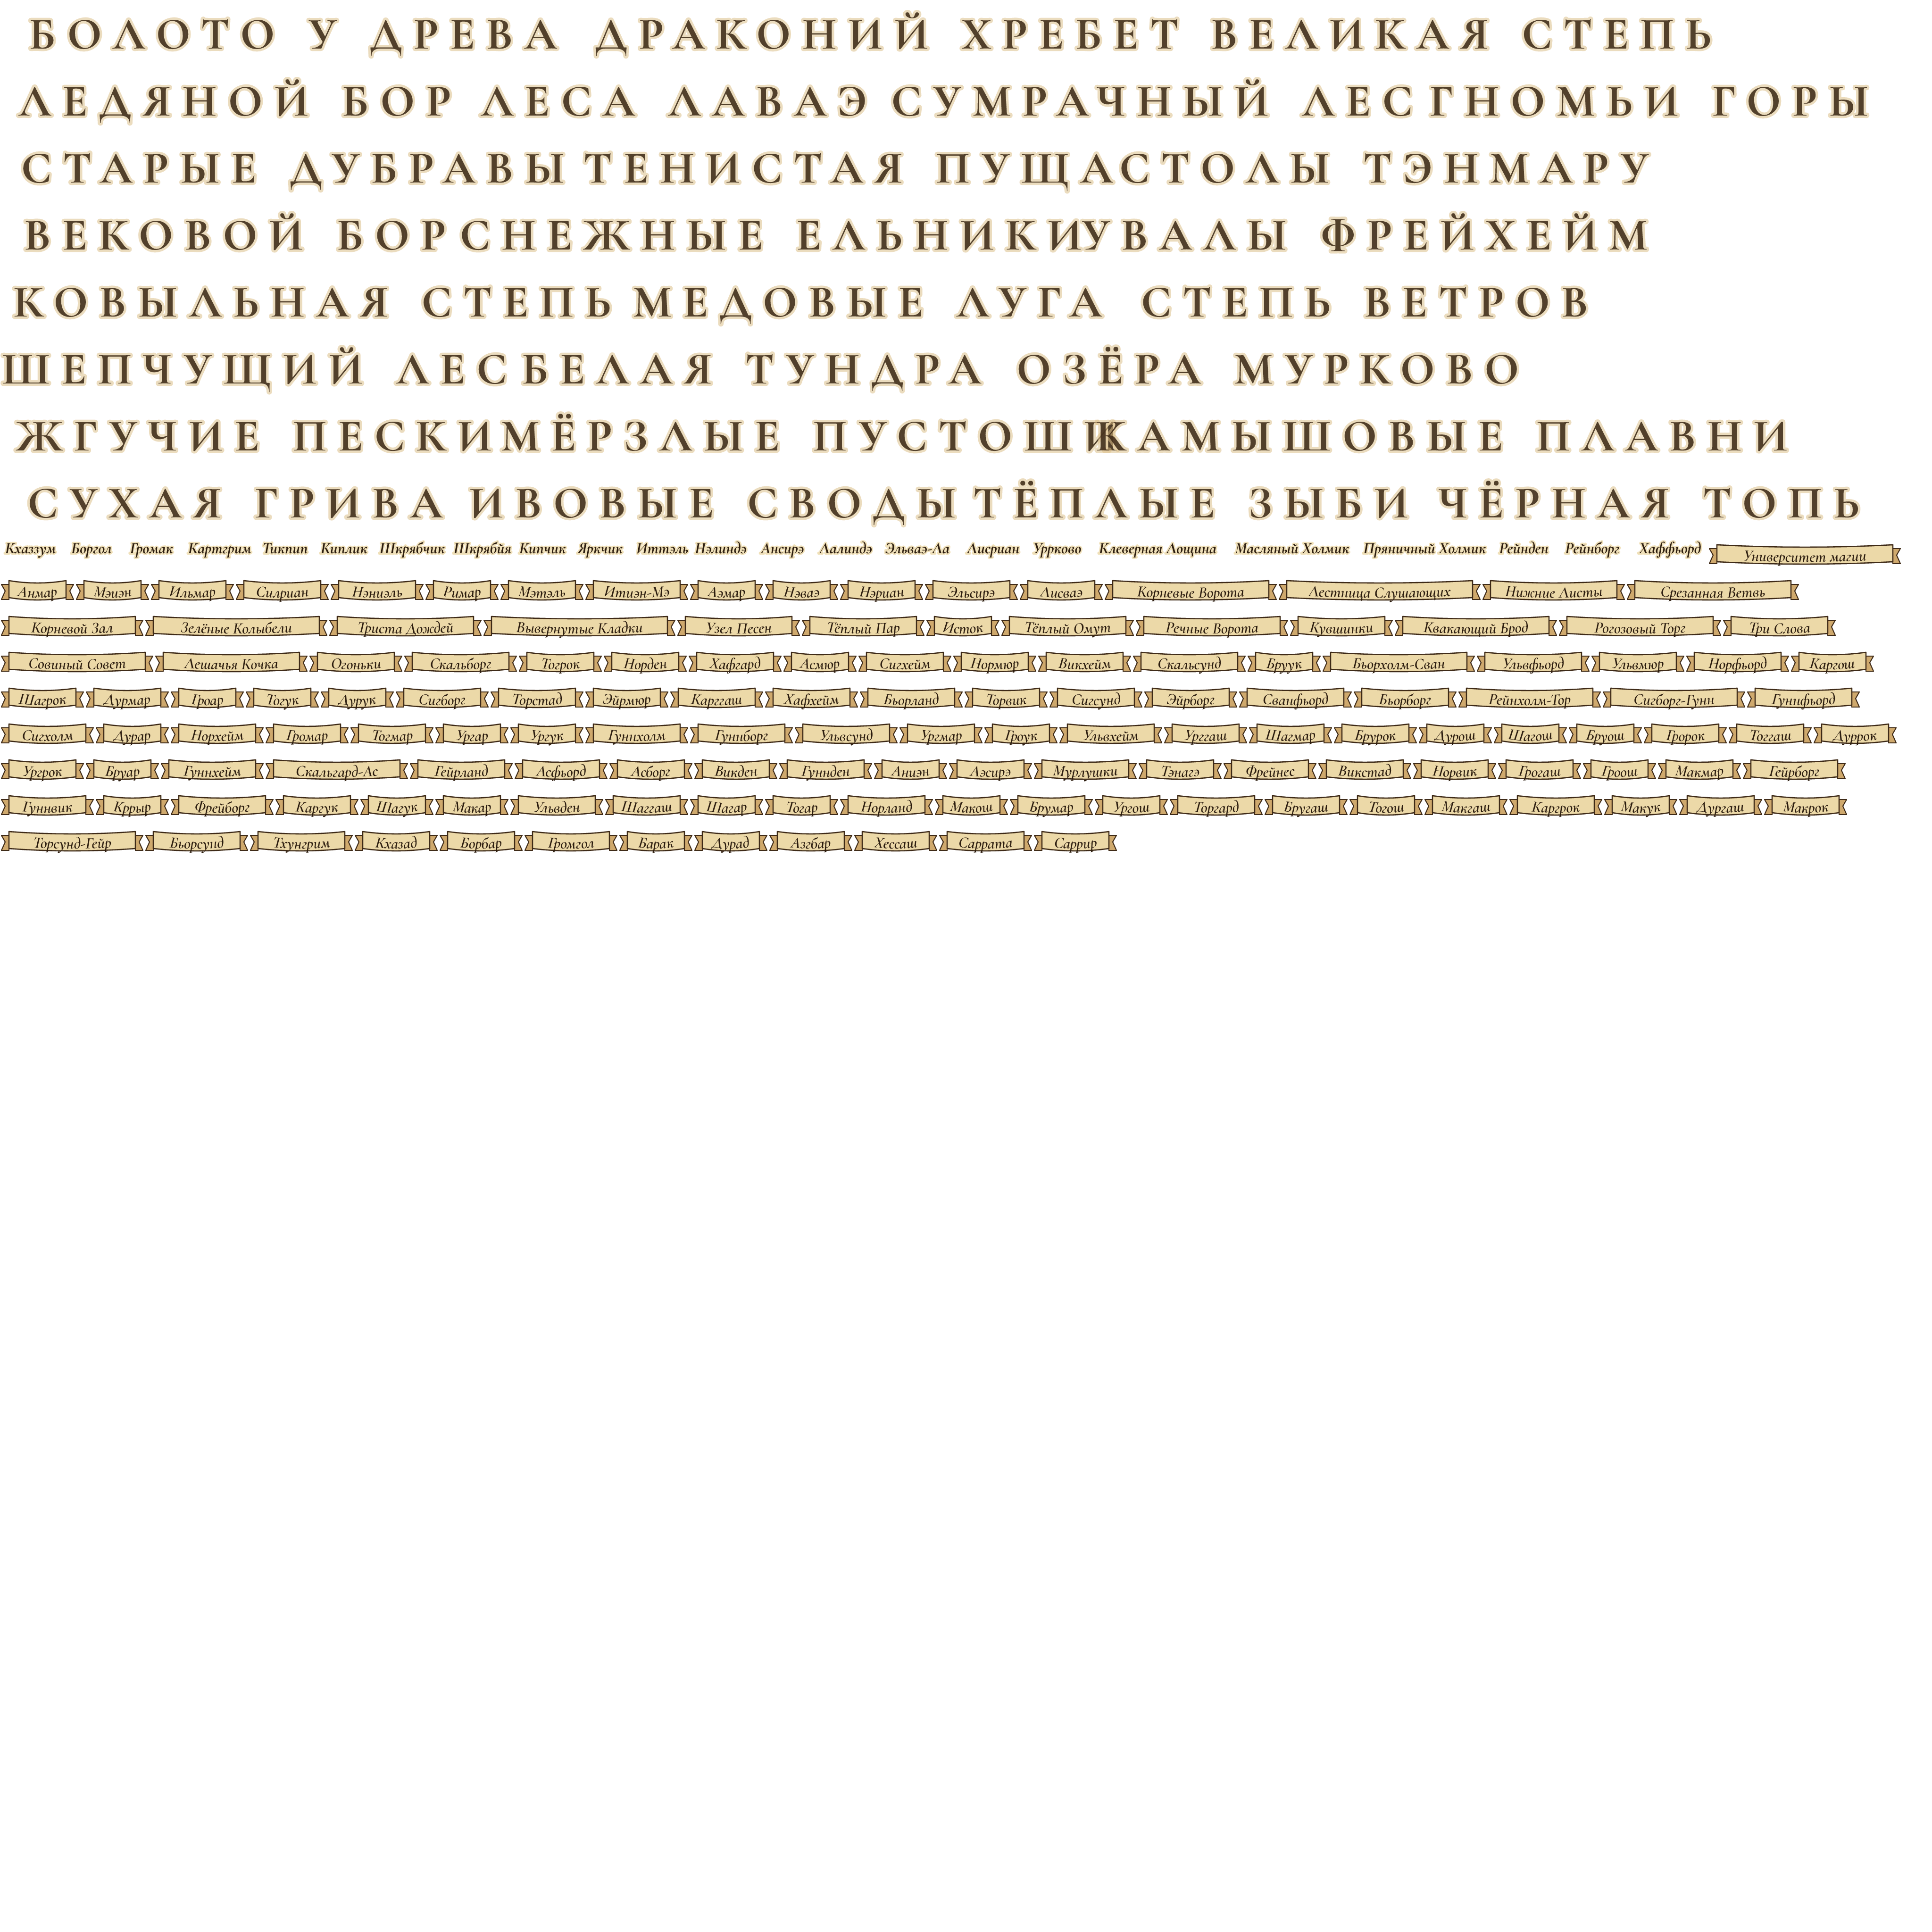 БОЛОТО У ДРЕВА ДРАКОНИЙ ХРЕБЕТ ВЕЛИКАЯ СТЕПЬ
ЛЕДЯНОЙ БОР ЛЕСА ЛАВАЭ СУМРАЧНЫЙ ЛЕС ГНОМЬИ ГОРЫ
СТАРЫЕ ДУБРАВЫ ТЕНИСТАЯ ПУЩА СТОЛЫ ТЭНМАРУ
ВЕКОВОЙ БОР СНЕЖНЫЕ ЕЛЬНИКИ УВАЛЫ ФРЕЙХЕЙМ
КОВЫЛЬНАЯ СТЕПЬ МЕДОВЫЕ ЛУГА СТЕПЬ ВЕТРОВ
ШЕПЧУЩИЙ ЛЕС БЕЛАЯ ТУНДРА ОЗЁРА МУРКОВО
ЖГУЧИЕ ПЕСКИ МЁРЗЛЫЕ ПУСТОШИ КАМЫШОВЫЕ ПЛАВНИ
СУХАЯ ГРИВА ИВОВЫЕ СВОДЫ ТЁПЛЫЕ ЗЫБИ ЧЁРНАЯ ТОПЬ
Кхаззум Боргол Громак Картгрим Тикпип Киплик Шкрябчик Шкрябйя Кипчик Яркчик Иттэль Нэлиндэ Ансирэ Лалиндэ Эльваэ-Ла Лисриан Уррково Клеверная Лощина Масляный Холмик Пряничный Холмик Рейнден Рейнборг Хаффьорд Университет магии
Анмар Мэиэн Ильмар Силриан Нэниэль Римар Мэтэль Итиэн-Мэ Аэмар Нэваэ Нэриан Эльсирэ Лисваэ Корневые Ворота Лестница Слушающих Нижние Листы Срезанная Ветвь
Корневой Зал Зелёные Колыбели Триста Дождей Вывернутые Кладки Узел Песен Тёплый Пар Исток Тёплый Омут Речные Ворота Кувшинки Квакающий Брод Рогозовый Торг Три Слова
Совиный Совет Лешачья Кочка Огоньки Скальборг Тогрок Норден Хафгард Асмюр Сигхейм Нормюр Викхейм Скальсунд Бруук Бьорхолм-Сван Ульвфьорд Ульвмюр Норфьорд Каргош
Шагрок Дурмар Гроар Тогук Дурук Сигборг Торстад Эйрмюр Карггаш Хафхейм Бьорланд Торвик Сигсунд Эйрборг Сванфьорд Бьорборг Рейнхолм-Тор Сигборг-Гунн Гуннфьорд
Сигхолм Дурар Норхейм Громар Тогмар Ургар Ургук Гуннхолм Гуннборг Ульвсунд Ургмар Гроук Ульвхейм Урггаш Шагмар Брурок Дурош Шагош Бруош Гророк Тоггаш Дуррок
Ургрок Бруар Гуннхейм Скальгард-Ас Гейрланд Асфьорд Асборг Викден Гуннден Аниэн Аэсирэ Мурлушки Тэнагэ Фрейнес Викстад Норвик Грогаш Гроош Макмар Гейрборг
Гуннвик Кррыр Фрейборг Каргук Шагук Макар Ульвден Шаггаш Шагар Тогар Норланд Макош Брумар Ургош Торгард Бругаш Тогош Макгаш Каргрок Макук Дургаш Макрок
Торсунд-Гейр Бьорсунд Тхунгрим Кхазад Борбар Громгол Барак Дурад Азгбар Хессаш Саррата Саррир